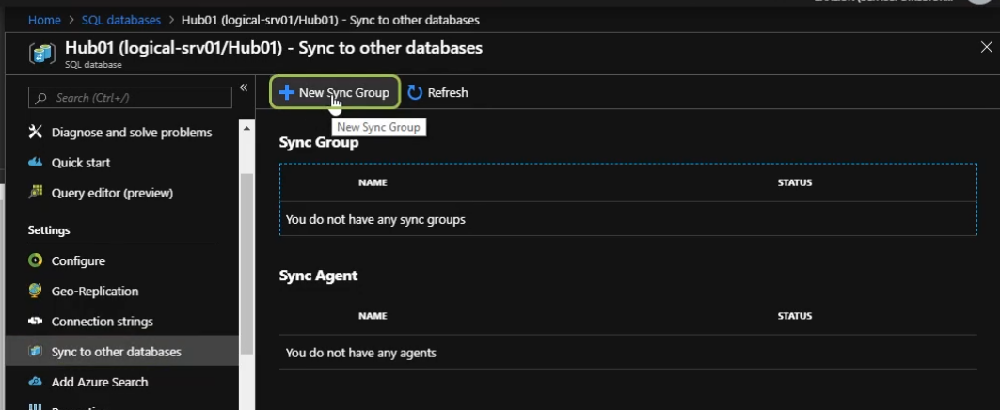 Home > SQL databases > Hub01 (logical-srv01/Hub01) - Sync to other databases
Hub01 (logical-srv01/Hub01) - Sync to other databases
SQL database
Search (Ctrl+/)
Diagnose and solve problems
Quick start
Query editor (preview)
Settings
Configure
Geo-Replication
Connection strings
Sync to other databases
Add Azure Search
New Sync Group
Refresh
New Sync Group
Sync Group
NAME STATUS
You do not have any sync groups
Sync Agent
NAME STATUS
You do not have any agents